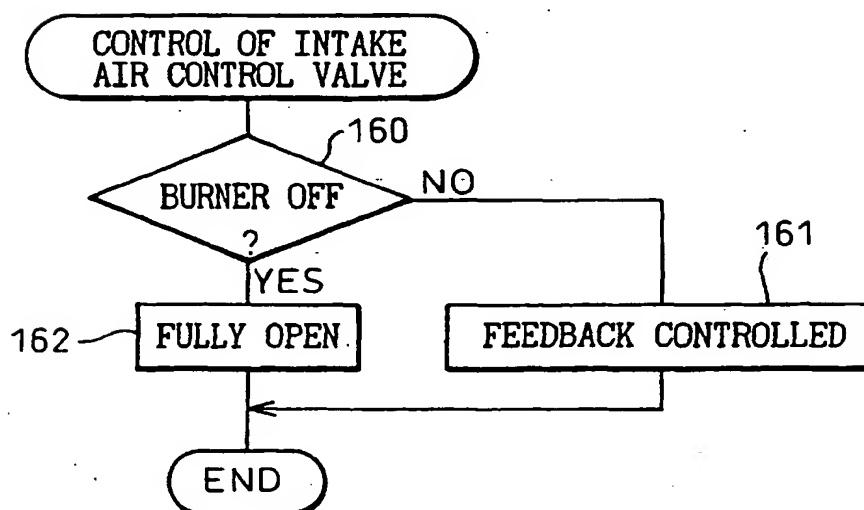 CONTROL OF INTAKE
AIR CONTROL VALVE
160
BURNER OFF
?
NO
YES
161
162
FULLY OPEN
FEEDBACK CONTROLLED
END